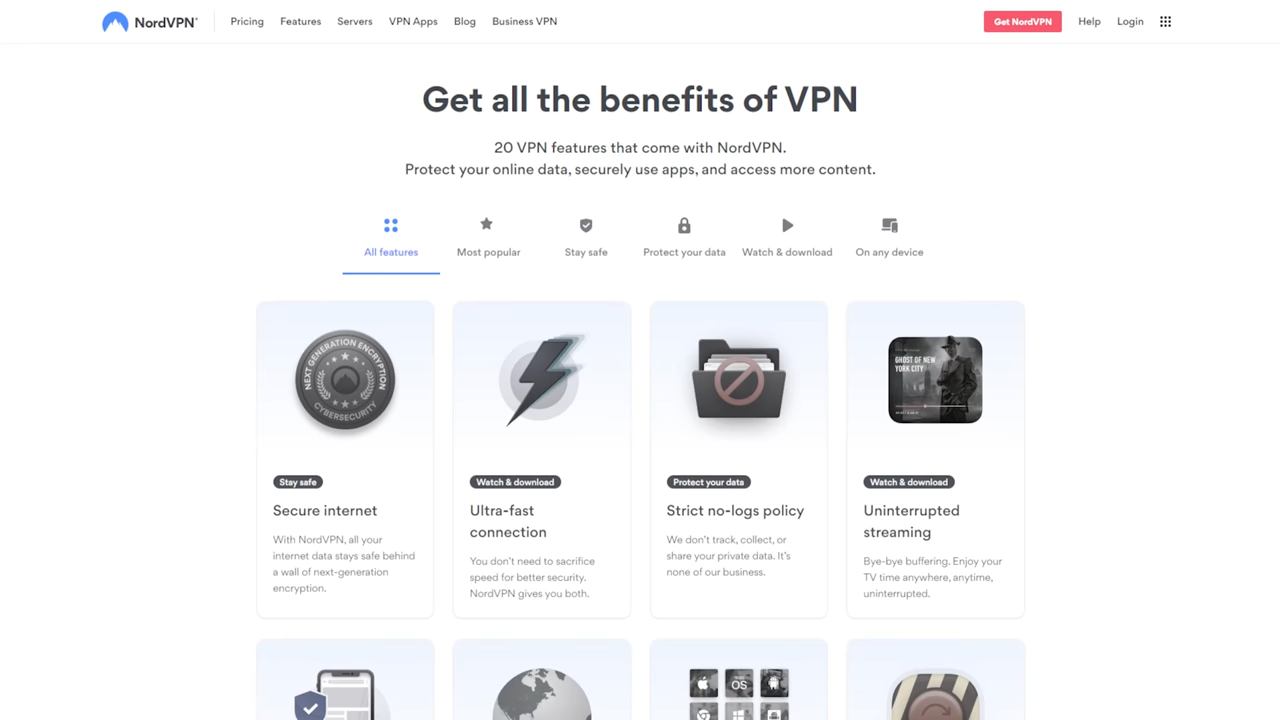 NordVPN®
Pricing
Features
Servers
VPN Apps
Blog
Business VPN
Get NordVPN
Help
Login
Get all the benefits of VPN
20 VPN features that come with NordVPN.
Protect your online data, securely use apps, and access more content.
All features
Most popular
Stay safe
Protect your data
Watch & download
On any device
NEXT GENERATION ENCRYPTION
CYBERSECURITY
Stay safe
Secure internet
With NordVPN, all your
internet data stays safe behind
a wall of next-generation
encryption.
Watch & download
Ultra-fast
connection
You don't need to sacrifice
speed for better security.
NordVPN gives you both.
Protect your data
Strict no-logs policy
We don't track, collect, or
share your private data. It's
none of our business.
GHOST OF NEW
YORK CITY
Watch & download
Uninterrupted
streaming
Bye-bye buffering. Enjoy your
TV time anywhere, anytime,
uninterrupted.
OS